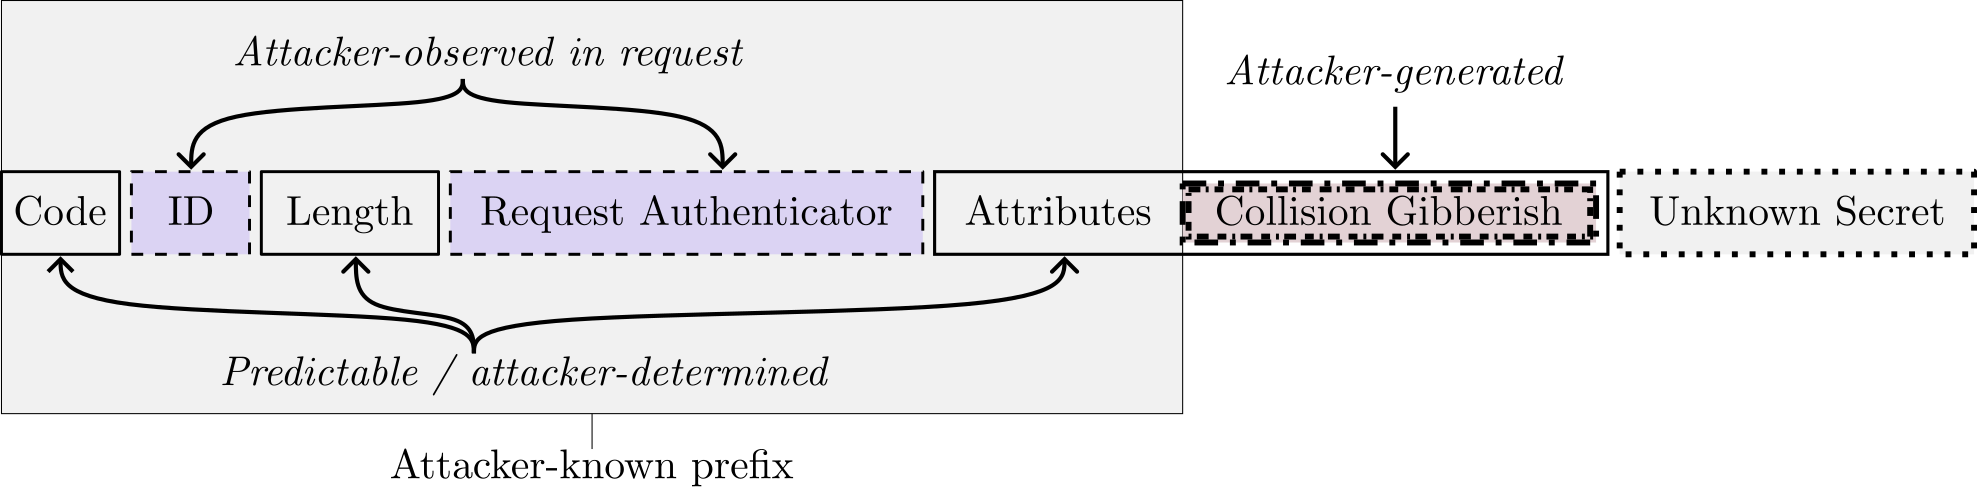 Attacker-observed in request
Attacker-generated
Code ID Length Request Authenticator Attributes Collision Gibberish Unknown Secret
Predictable / attacker-determined
Attacker-known prefix